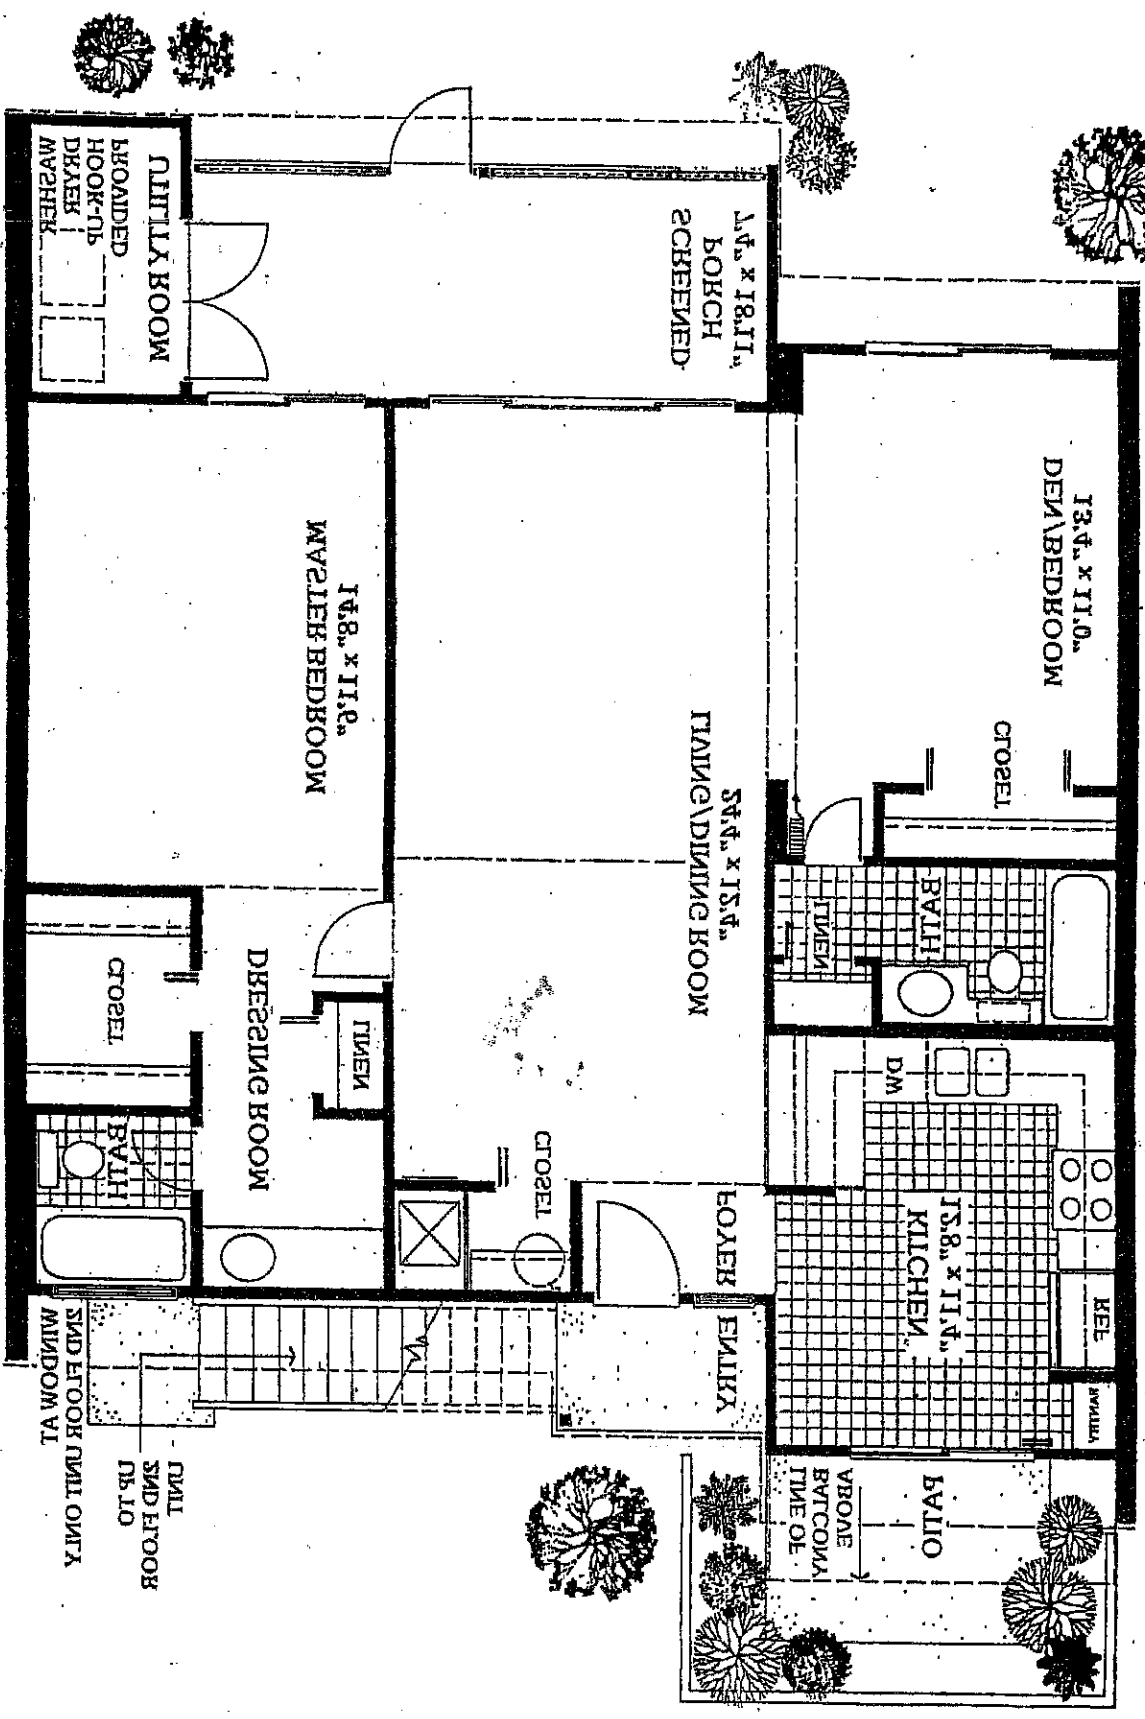 WASHER
DRYER
HOOK-UP
PROVIDED
UTILITY ROOM
SCREENED
PORCH
7'4" x 18'11"
MASTER BEDROOM
14'8" x 11'6"
LIVING/DINING ROOM
24'4" x 12'4"
DEN/BEDROOM
13'4" x 11'0"
CLOSET
CLOSET
DRESSING ROOM
LINEN
BATH
CLOSET
LINEN
BATH
FOYER
ENTRY
DW
KITCHEN
12'8" x 11'4"
REF
PANTRY
WINDOW AT
2ND FLOOR UNIT ONLY
UP TO
2ND FLOOR
UNIT
LINE OF
BALCONY
ABOVE
PATIO